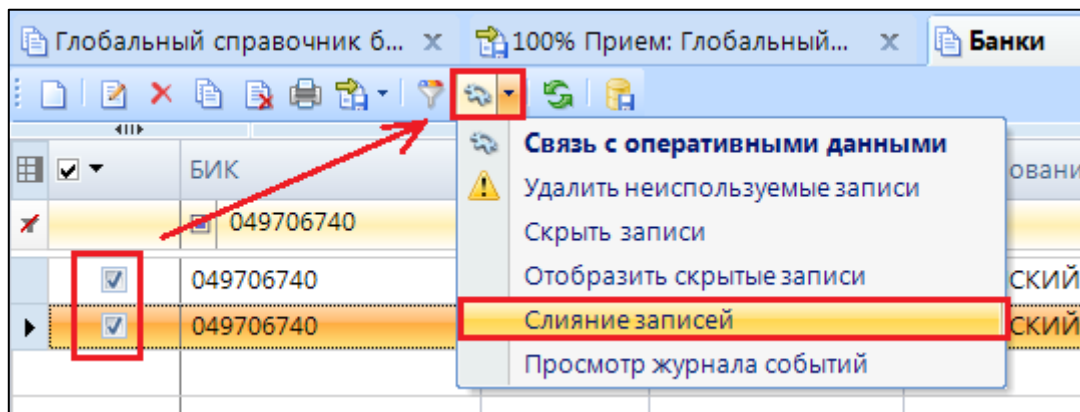 Глобальный справочник б... x 100% Прием: Глобальный... x Банки
Связь с оперативными данными
БИК
овани
Удалить неиспользуемые записи
049706740
Скрыть записи
049706740
Отобразить скрытые записи
СКИЙ
049706740
Слияние записей
СКИЙ
Просмотр журнала событий